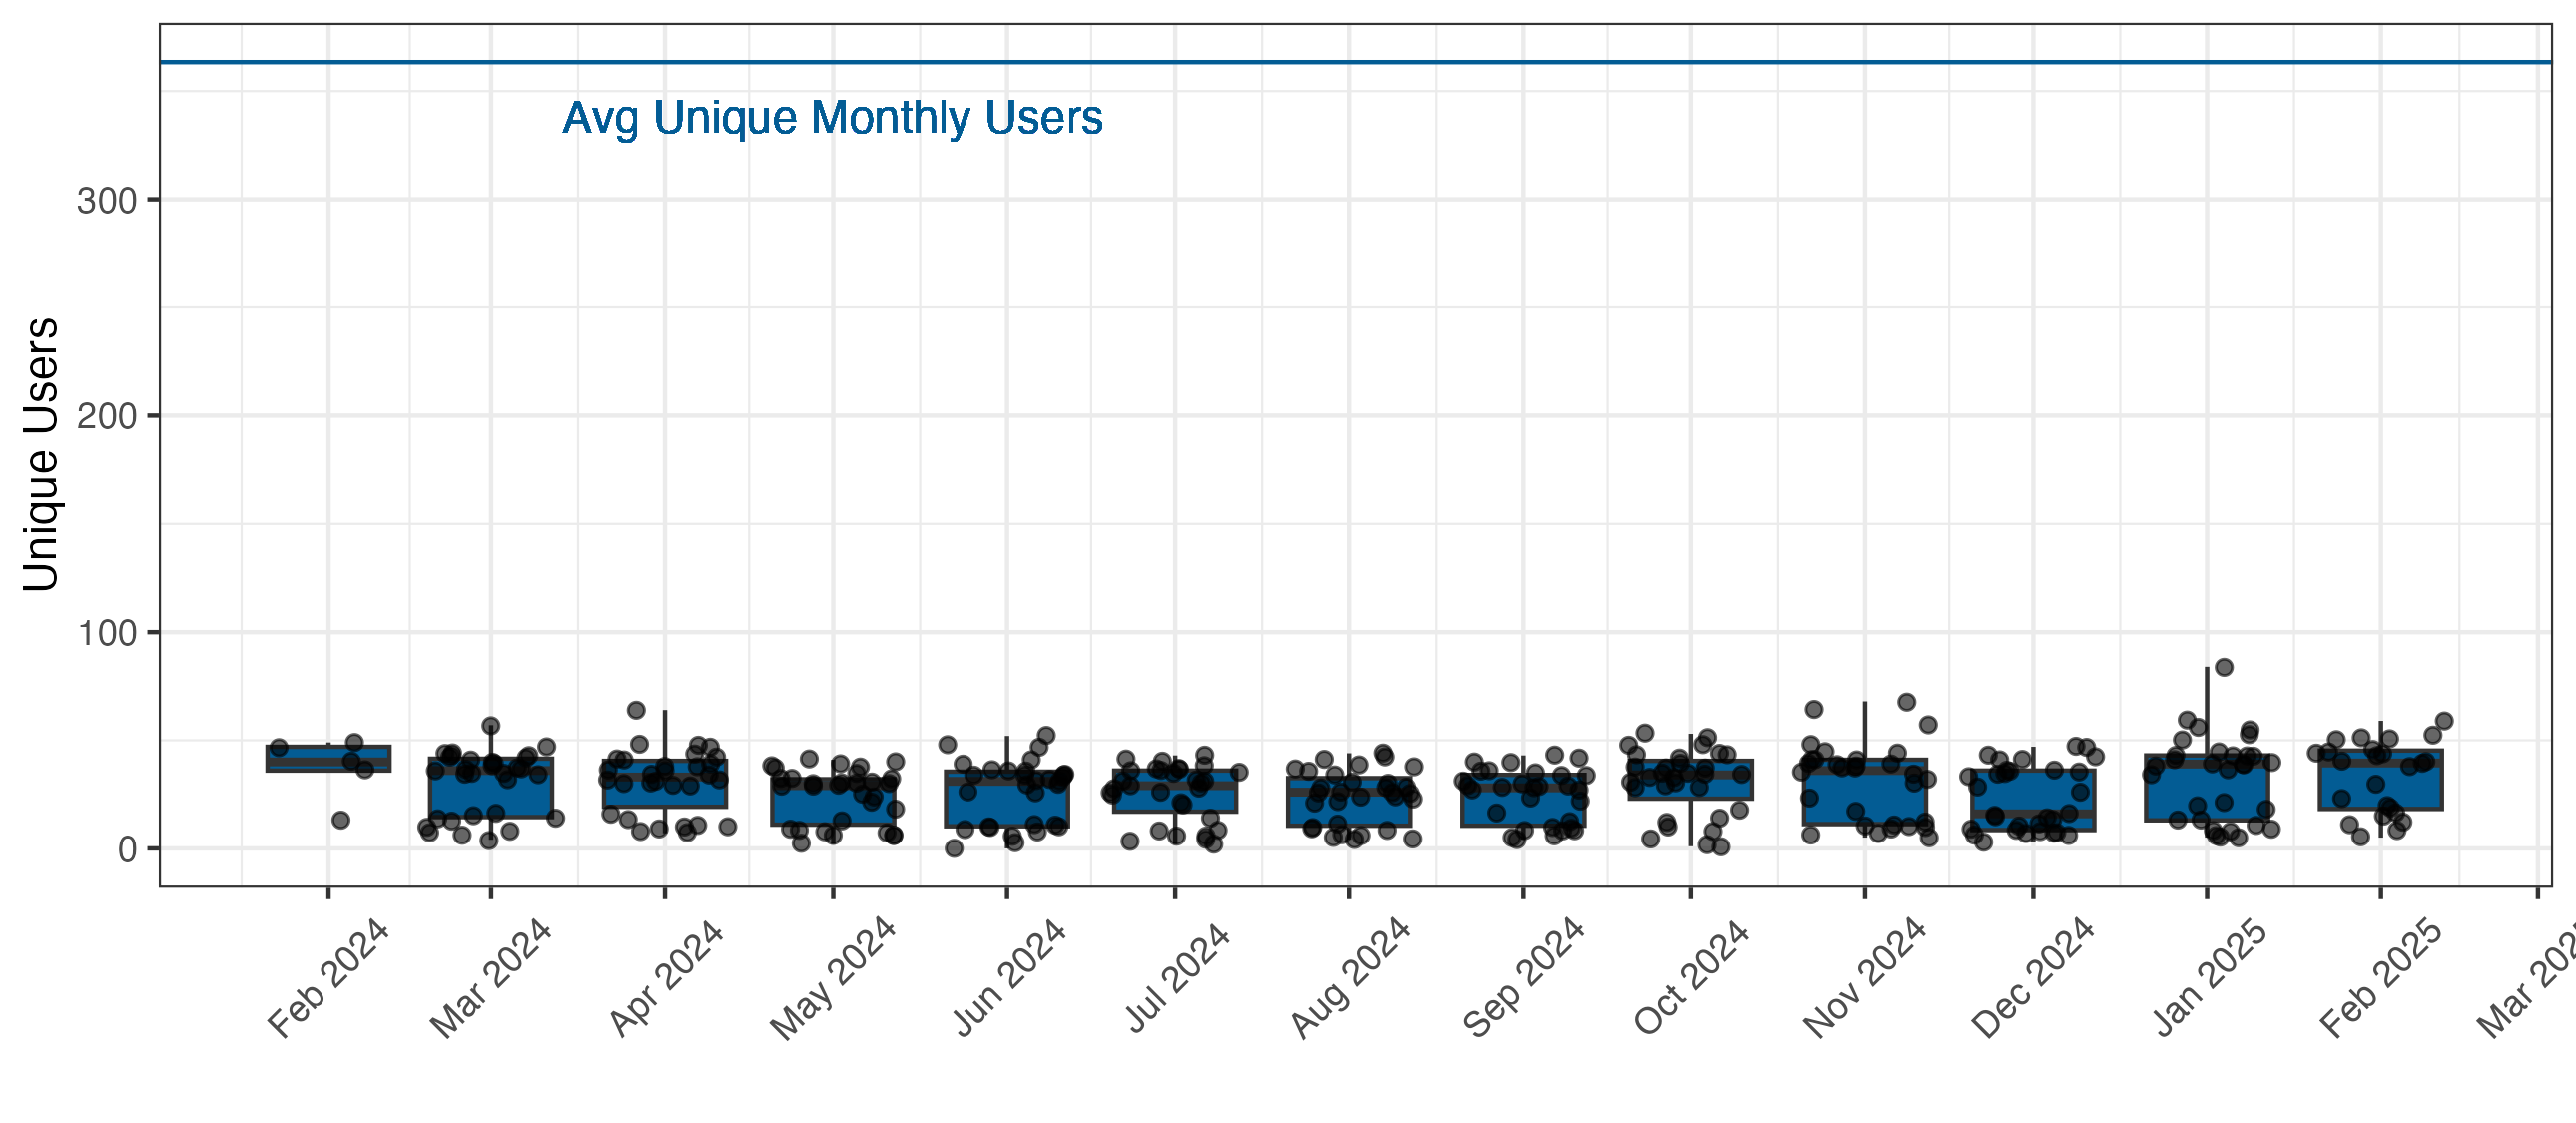 Avg Unique Monthly Users
Unique Users
300
200
100
0
Feb 2024
Mar 2024
Apr 2024
May 2024
Jun 2024
Jul 2024
Aug 2024
Sep 2024
Oct 2024
Nov 2024
Dec 2024
Jan 2025
Feb 2025
Mar 202